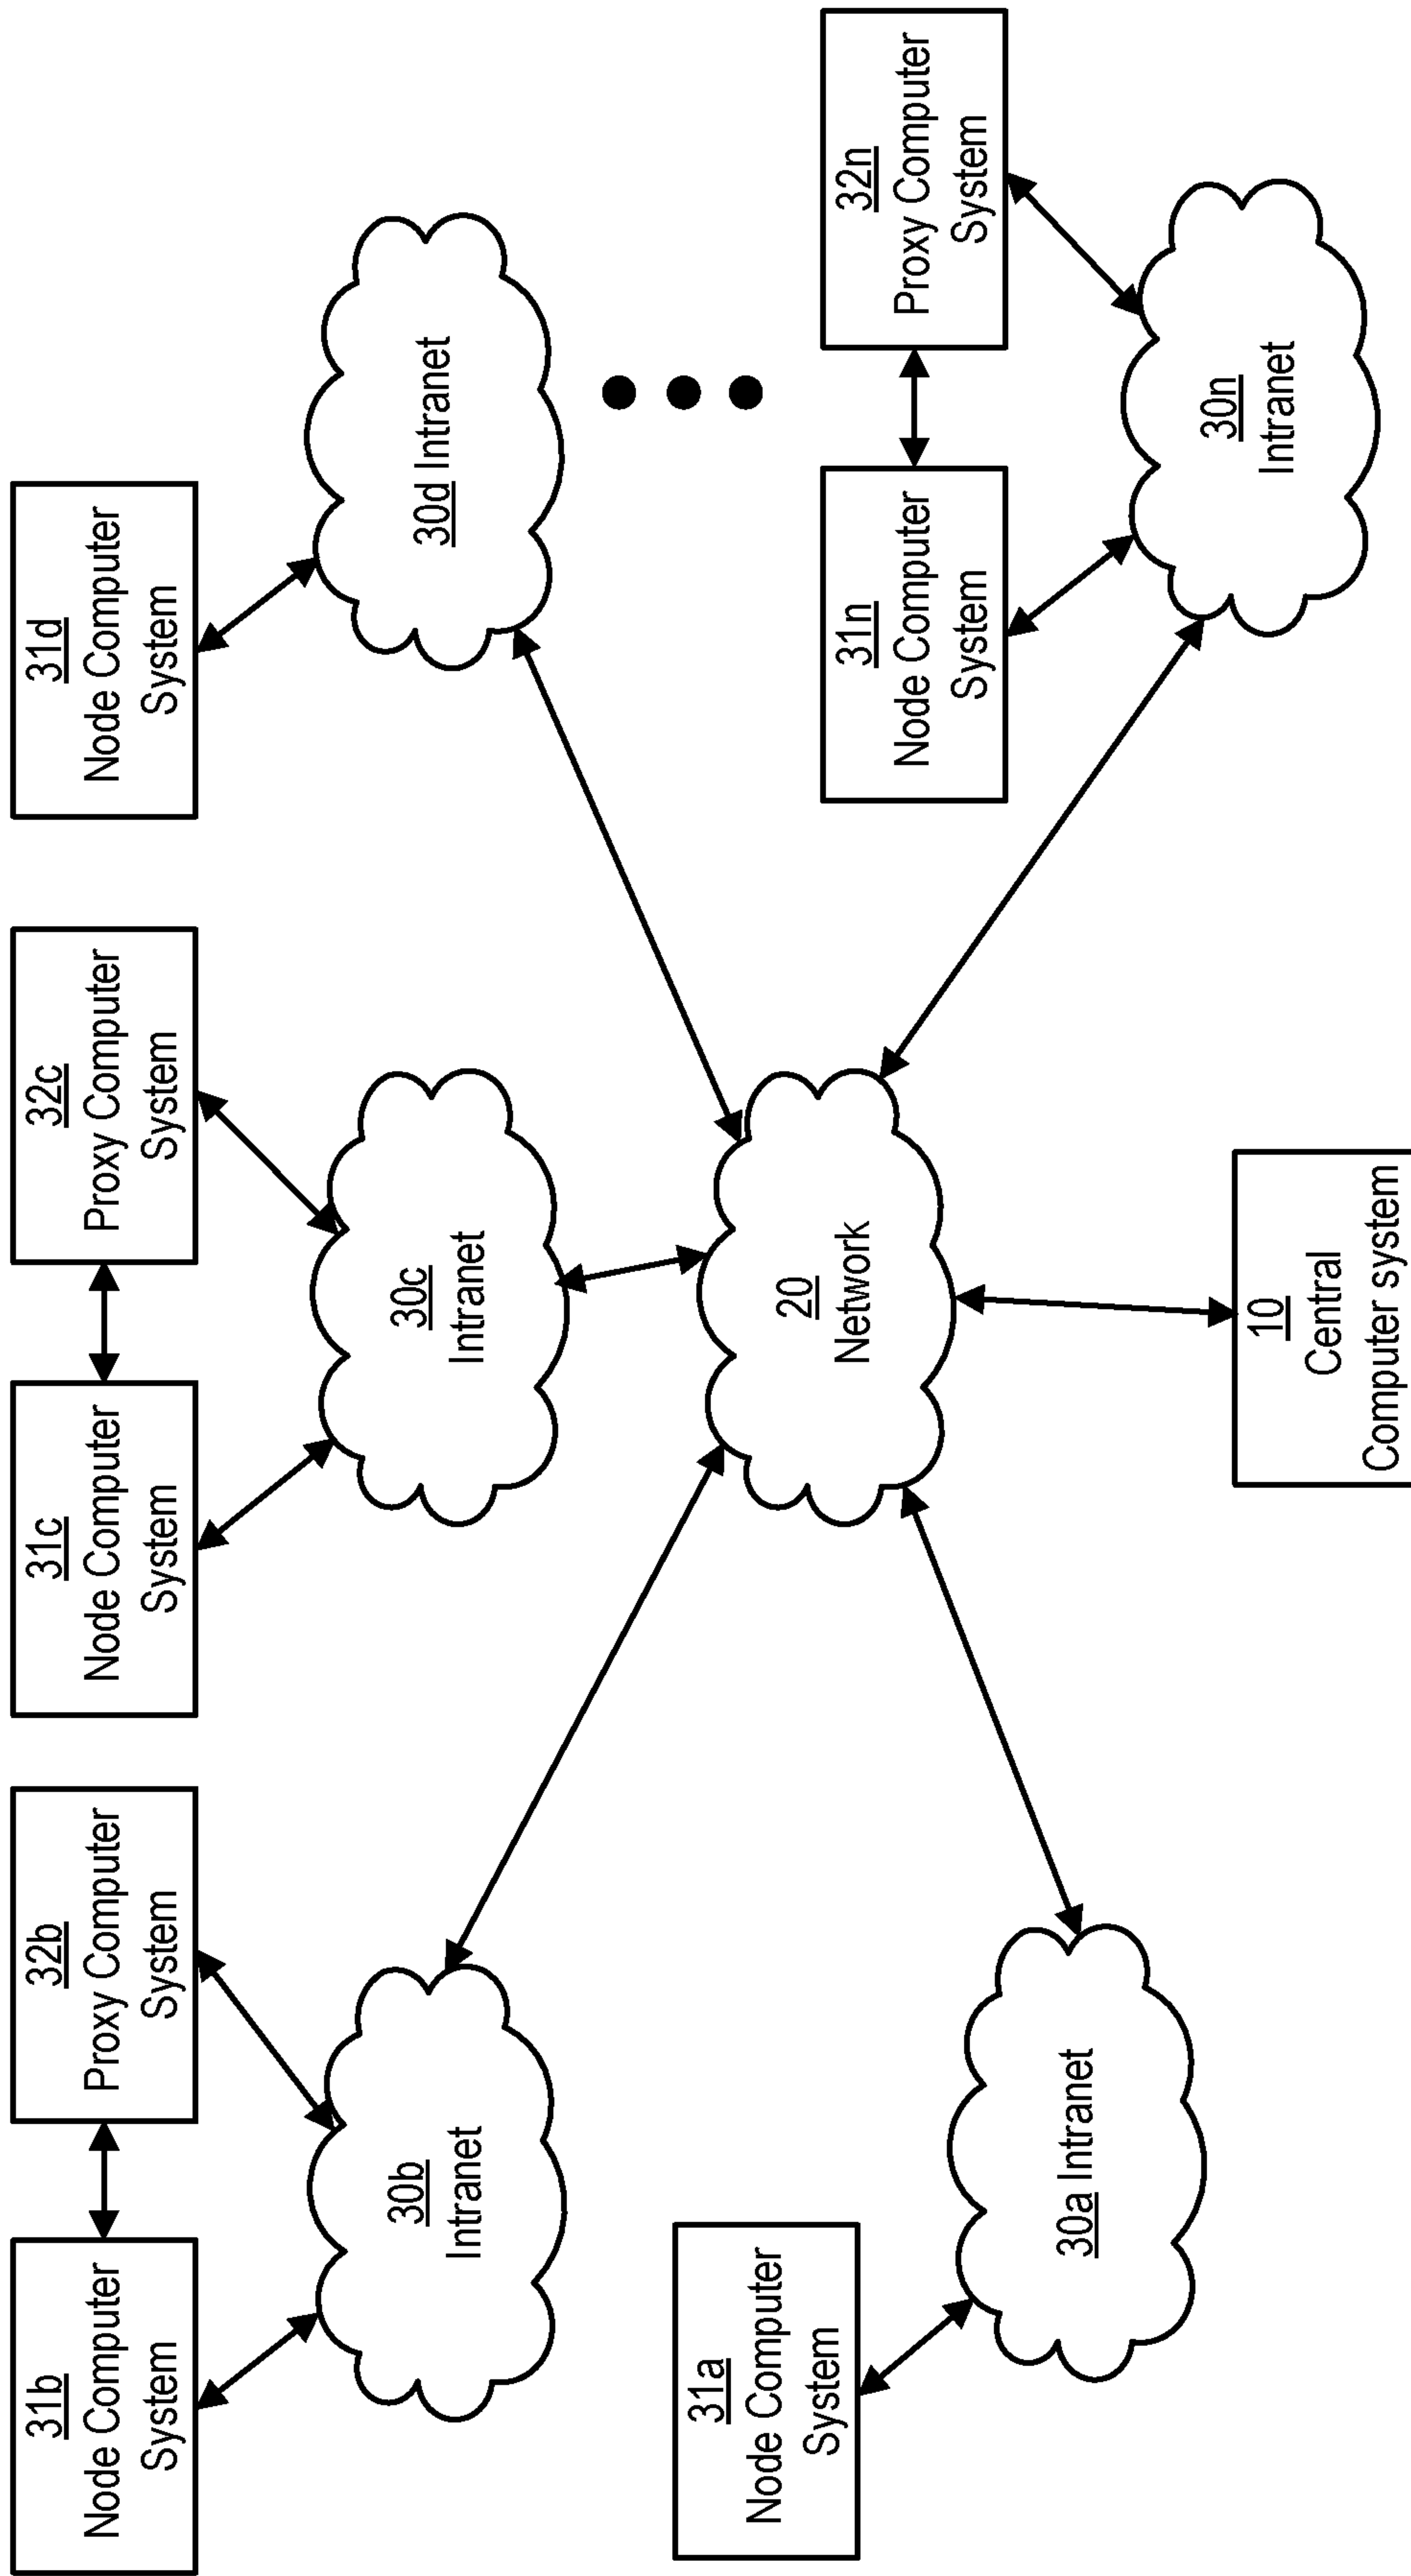 31b
Node Computer
System
32b
Proxy Computer
System
31c
Node Computer
System
32c
Proxy Computer
System
31d
Node Computer
System
30b
Intranet
30c
Intranet
30d Intranet
31a
Node Computer
System
30a Intranet
20
Network
31n
Node Computer
System
32n
Proxy Computer
System
30n
Intranet
10
Central
Computer system